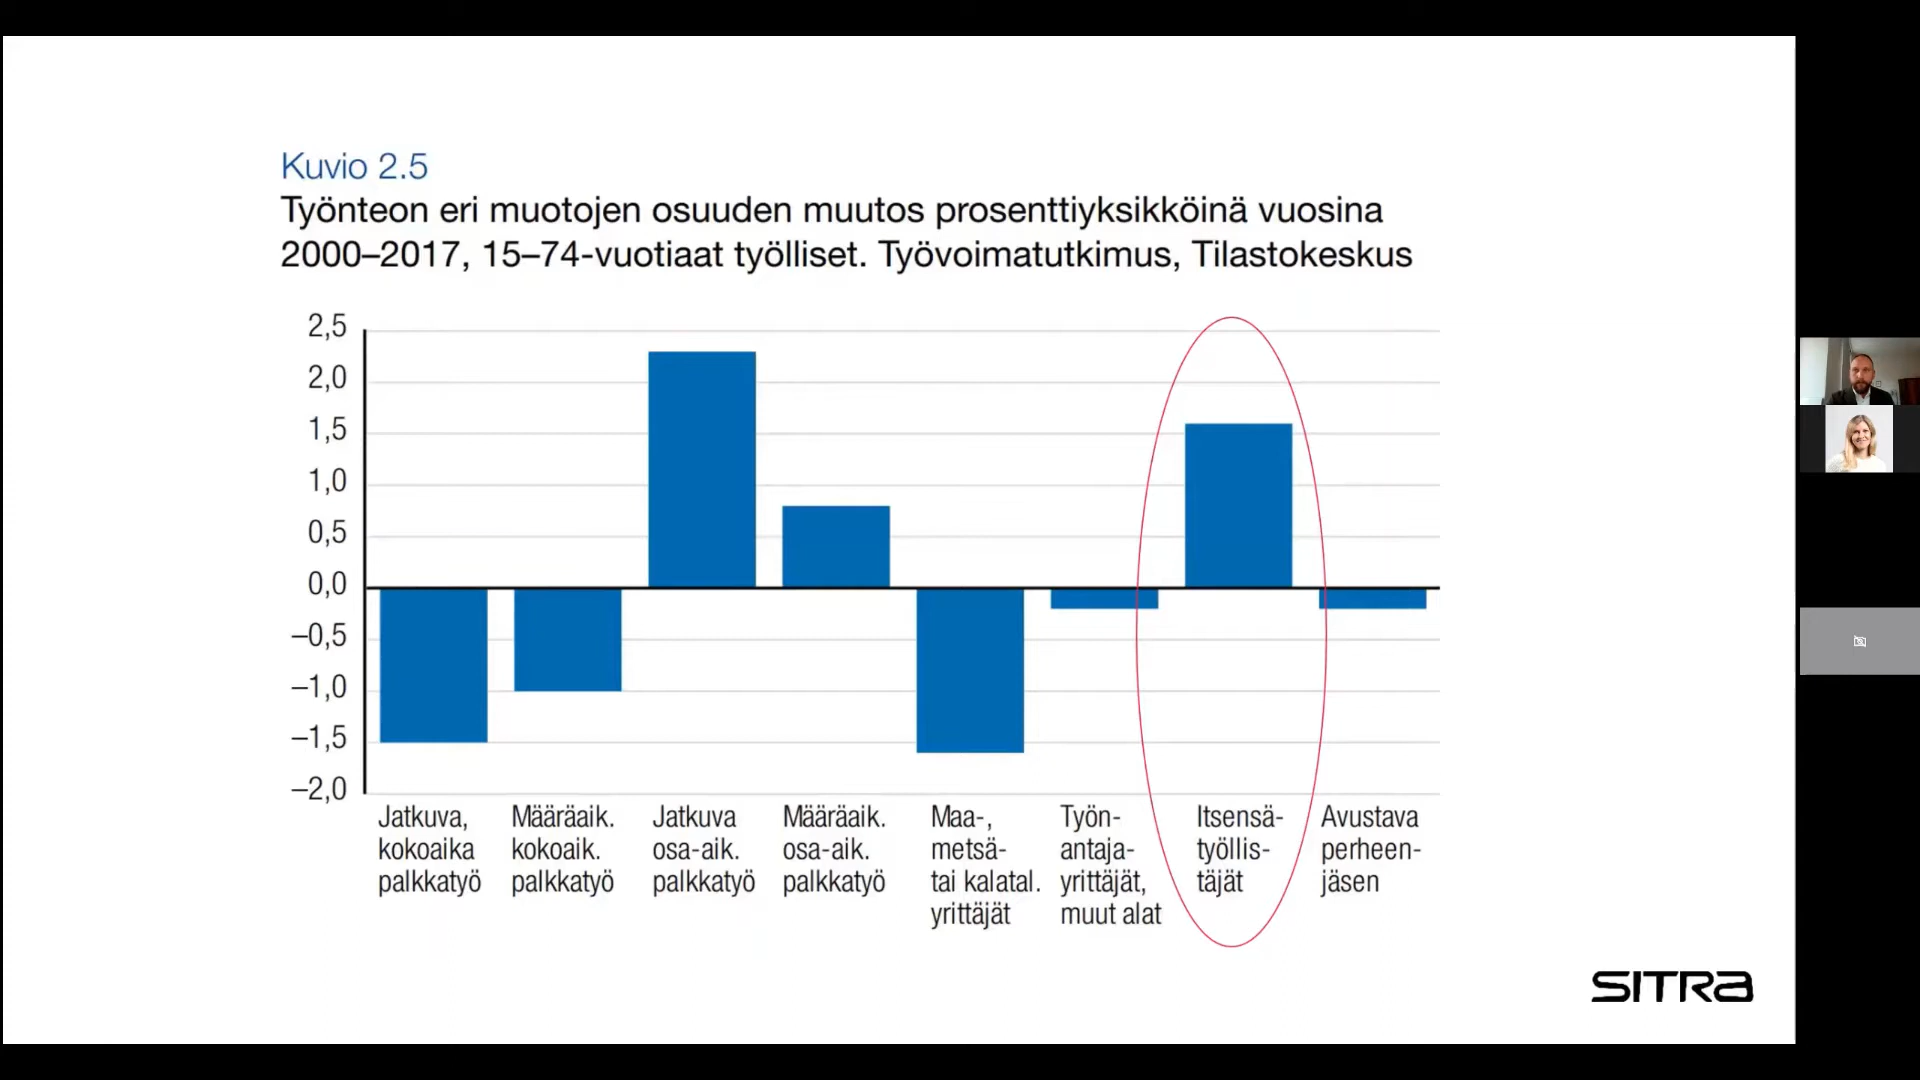 Kuvio 2.5
Työnteon eri muotojen osuuden muutos prosenttiyksikköinä vuosina
2000–2017, 15–74-vuotiaat työlliset. Työvoimatutkimus, Tilastokeskus
2,5
2,0
1,5
1,0
0,5
0,0
–0,5
–1,0
–1,5
–2,0
Jatkuva,
kokoaika
palkkatyö
Määräaik.
kokoaik.
palkkatyö
Jatkuva
osa-aik.
palkkatyö
Määräaik.
osa-aik.
palkkatyö
Maa-,
metsä-
tai kalatal.
yrittäjät
Työn-
antaja-
yrittäjät,
muut alat
Itsensä-
työllis-
täjät
Avustava
perheen-
jäsen
SITRA